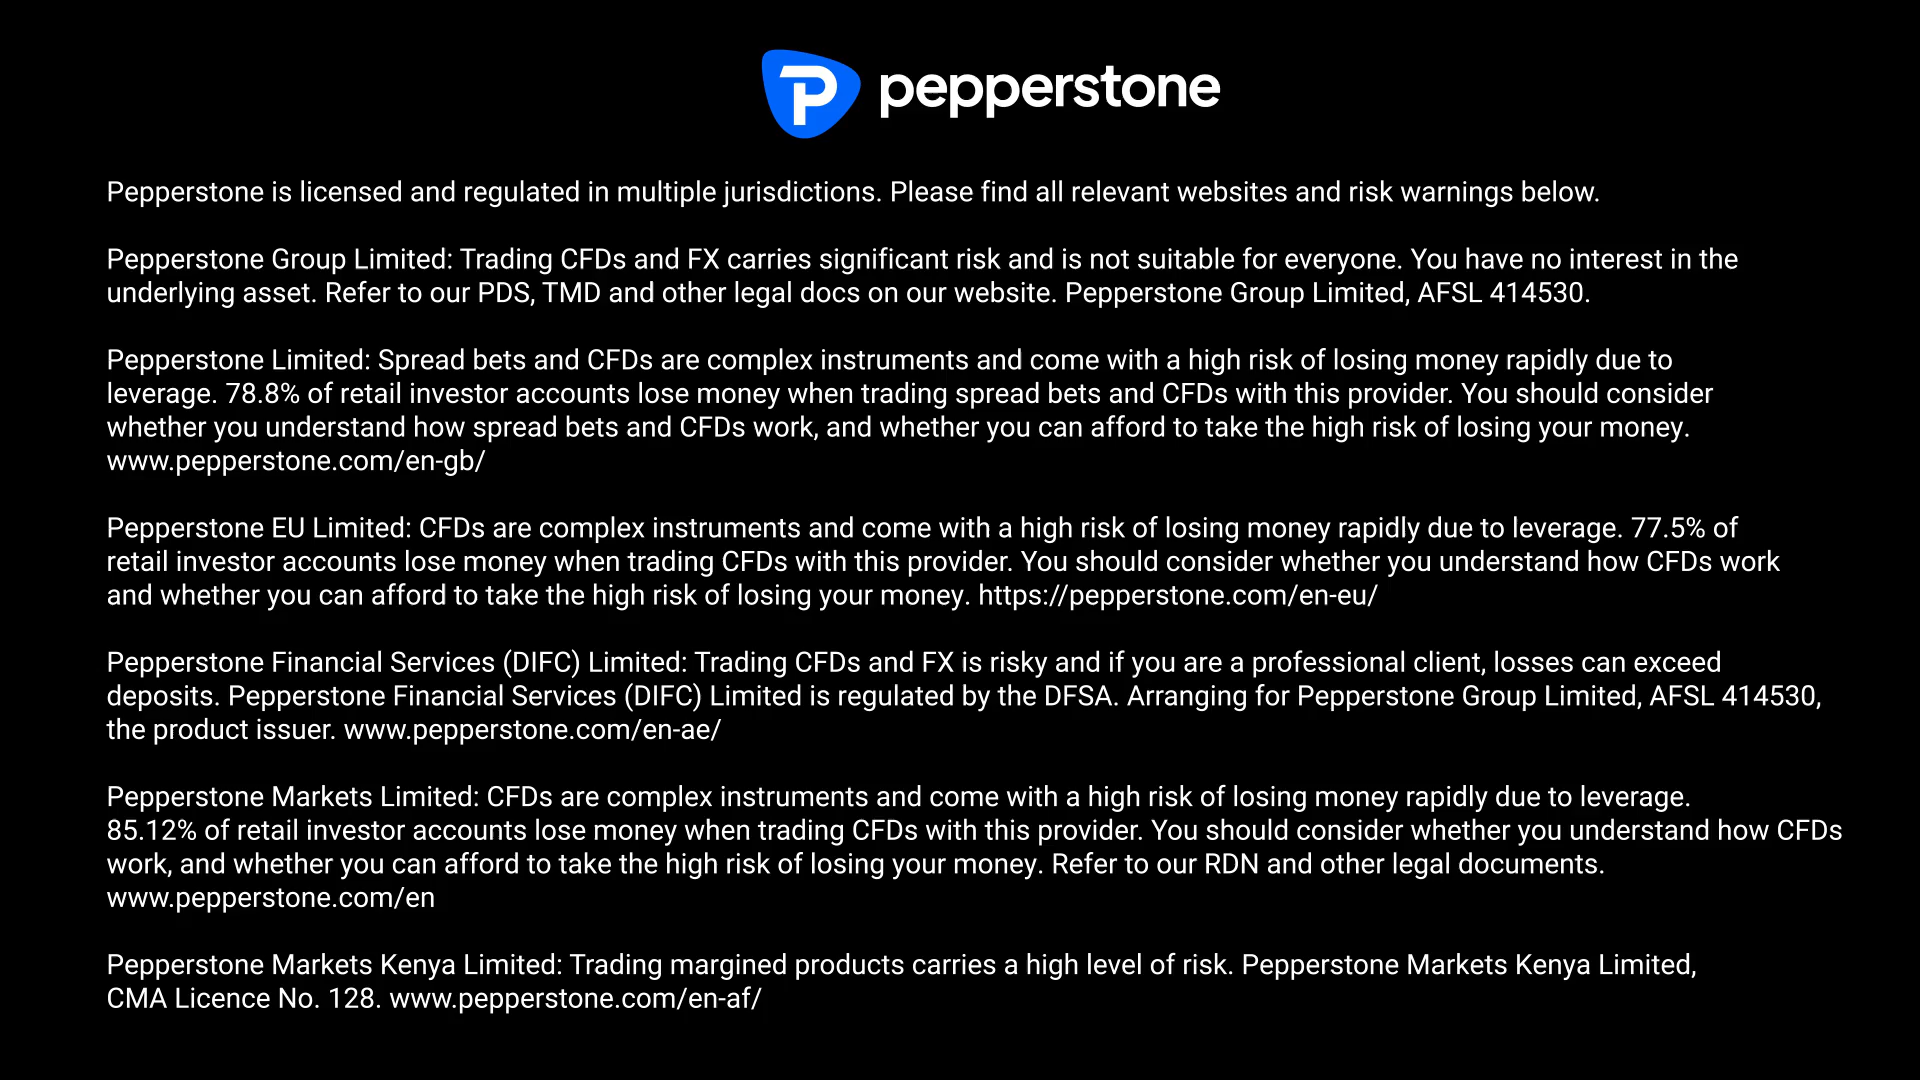 pepperstone
Pepperstone is licensed and regulated in multiple jurisdictions. Please find all relevant websites and risk warnings below.
Pepperstone Group Limited: Trading CFDs and FX carries significant risk and is not suitable for everyone. You have no interest in the
underlying asset. Refer to our PDS, TMD and other legal docs on our website. Pepperstone Group Limited, AFSL 414530.
Pepperstone Limited: Spread bets and CFDs are complex instruments and come with a high risk of losing money rapidly due to
leverage. 78.8% of retail investor accounts lose money when trading spread bets and CFDs with this provider. You should consider
whether you understand how spread bets and CFDs work, and whether you can afford to take the high risk of losing your money.
www.pepperstone.com/en-gb/
Pepperstone EU Limited: CFDs are complex instruments and come with a high risk of losing money rapidly due to leverage. 77.5% of
retail investor accounts lose money when trading CFDs with this provider. You should consider whether you understand how CFDs work
and whether you can afford to take the high risk of losing your money. https://pepperstone.com/en-eu/
Pepperstone Financial Services (DIFC) Limited: Trading CFDs and FX is risky and if you are a professional client, losses can exceed
deposits. Pepperstone Financial Services (DIFC) Limited is regulated by the DFSA. Arranging for Pepperstone Group Limited, AFSL 414530,
the product issuer. www.pepperstone.com/en-ae/
Pepperstone Markets Limited: CFDs are complex instruments and come with a high risk of losing money rapidly due to leverage.
85.12% of retail investor accounts lose money when trading CFDs with this provider. You should consider whether you understand how CFDs
work, and whether you can afford to take the high risk of losing your money. Refer to our RDN and other legal documents.
www.pepperstone.com/en
Pepperstone Markets Kenya Limited: Trading margined products carries a high level of risk. Pepperstone Markets Kenya Limited,
CMA Licence No. 128. www.pepperstone.com/en-af/